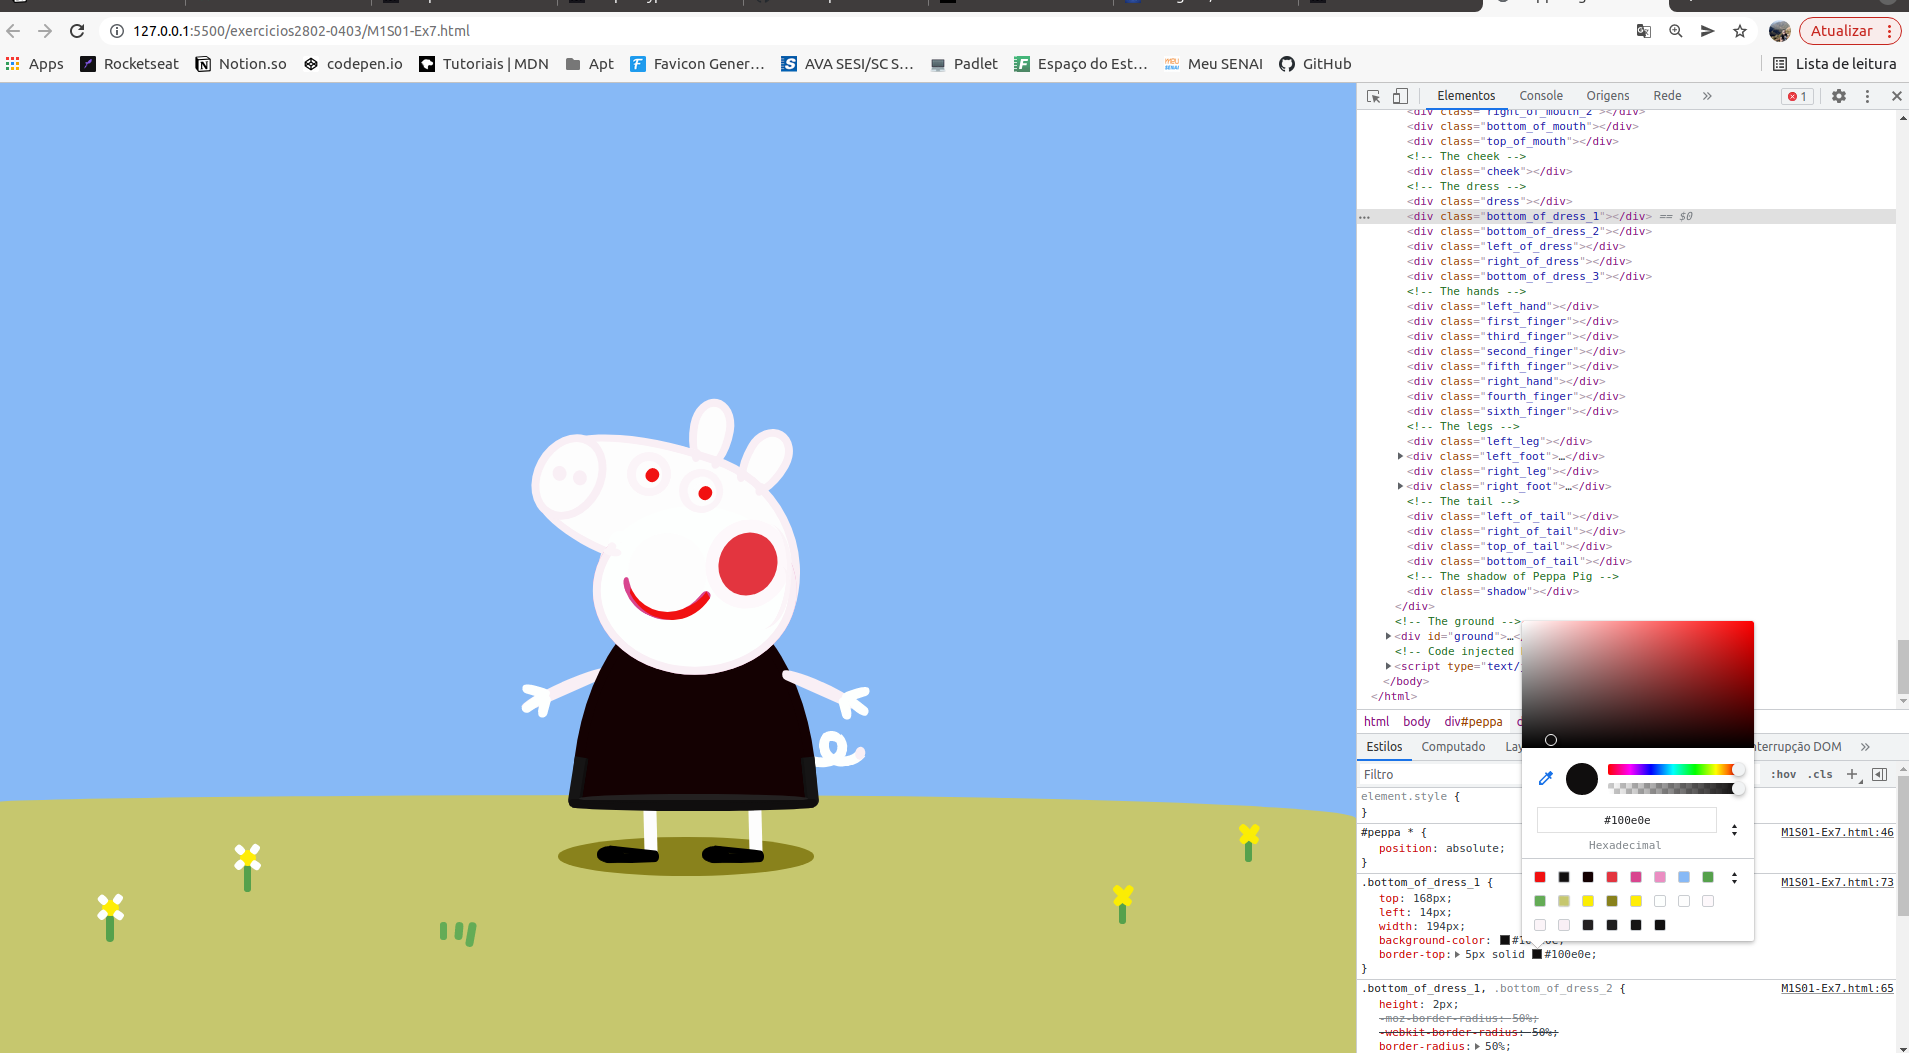 127.0.0.1:5500/exercicios2802-0403/M1S01-Ex7.html
Atualizar
Apps Rocketseat Notion.so codepen.io Tutoriais | MDN Apt Favicon Gener... AVA SESI/SC S... Padlet Espaço do Est... Meu SENAI GitHub Lista de leitura
Elementos Console Origens Rede » 1
<div class="right_of_mouth_2"></div>
<div class="bottom_of_mouth"></div>
<div class="top_of_mouth"></div>
<!-- The cheek -->
<div class="cheek"></div>
<!-- The dress -->
<div class="dress"></div>
<div class="bottom_of_dress_1"></div> == $0
<div class="bottom_of_dress_2"></div>
<div class="left_of_dress"></div>
<div class="right_of_dress"></div>
<div class="bottom_of_dress_3"></div>
<!-- The hands -->
<div class="left_hand"></div>
<div class="first_finger"></div>
<div class="third_finger"></div>
<div class="second_finger"></div>
<div class="fifth_finger"></div>
<div class="right_hand"></div>
<div class="fourth_finger"></div>
<div class="sixth_finger"></div>
<!-- The legs -->
<div class="left_leg"></div>
<div class="left_foot">…</div>
<div class="right_leg"></div>
<div class="right_foot">…</div>
<!-- The tail -->
<div class="left_of_tail"></div>
<div class="right_of_tail"></div>
<div class="top_of_tail"></div>
<div class="bottom_of_tail"></div>
<!-- The shadow of Peppa Pig -->
<div class="shadow"></div>
</div>
<!-- The ground -->
<div id="ground">…<
<!-- Code injected
<script type="text/
</body>
</html>
html body div#peppa
Estilos Computado Lay terrupção DOM »
Filtro :hov .cls +
element.style {
}
#peppa * { M1S01-Ex7.html:46
position: absolute;
}
.bottom_of_dress_1 { M1S01-Ex7.html:73
top: 168px;
left: 14px;
width: 194px;
background-color: #100e0e;
border-top: 5px solid #100e0e;
}
.bottom_of_dress_1, .bottom_of_dress_2 { M1S01-Ex7.html:65
height: 2px;
-moz-border-radius: 50%;
-webkit-border-radius: 50%;
border-radius: 50%;
#100e0e
Hexadecimal